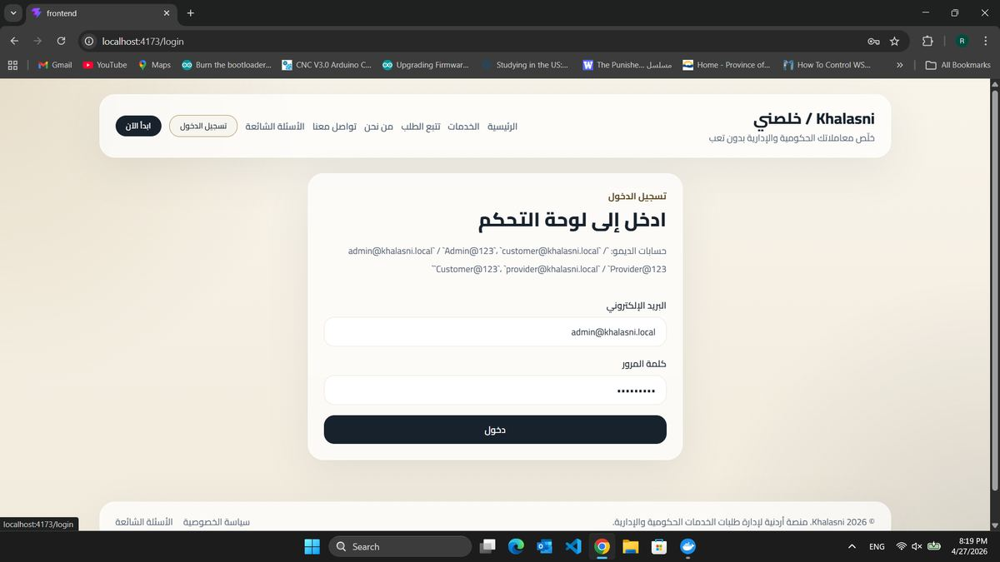 frontend
localhost:4173/login
R
Gmail
YouTube
Maps
Burn the bootloader...
CNC V3.0 Arduino C...
Upgrading Firmwar...
Studying in the US:...
The Punishe... مسلسل
Home - Province of...
How To Control WS...
All Bookmarks
خلصني / Khalasni
خلّص معاملاتك الحكومية والإدارية بدون تعب
الرئيسية
الخدمات
تتبع الطلب
من نحن
تواصل معنا
الأسئلة الشائعة
تسجيل الدخول
ابدأ الآن
تسجيل الدخول
ادخل إلى لوحة التحكم
حسابات الديمو: `admin@khalasni.local` / `Admin@123`، `customer@khalasni.local` /
`Customer@123`، `provider@khalasni.local` / `Provider@123`
البريد الإلكتروني
admin@khalasni.local
كلمة المرور
•••••••••
دخول
© 2026 Khalasni. منصة أردنية لإدارة طلبات الخدمات الحكومية والإدارية.
سياسة الخصوصية
الأسئلة الشائعة
localhost:4173/login
Search
ENG
8:19 PM
4/27/2026